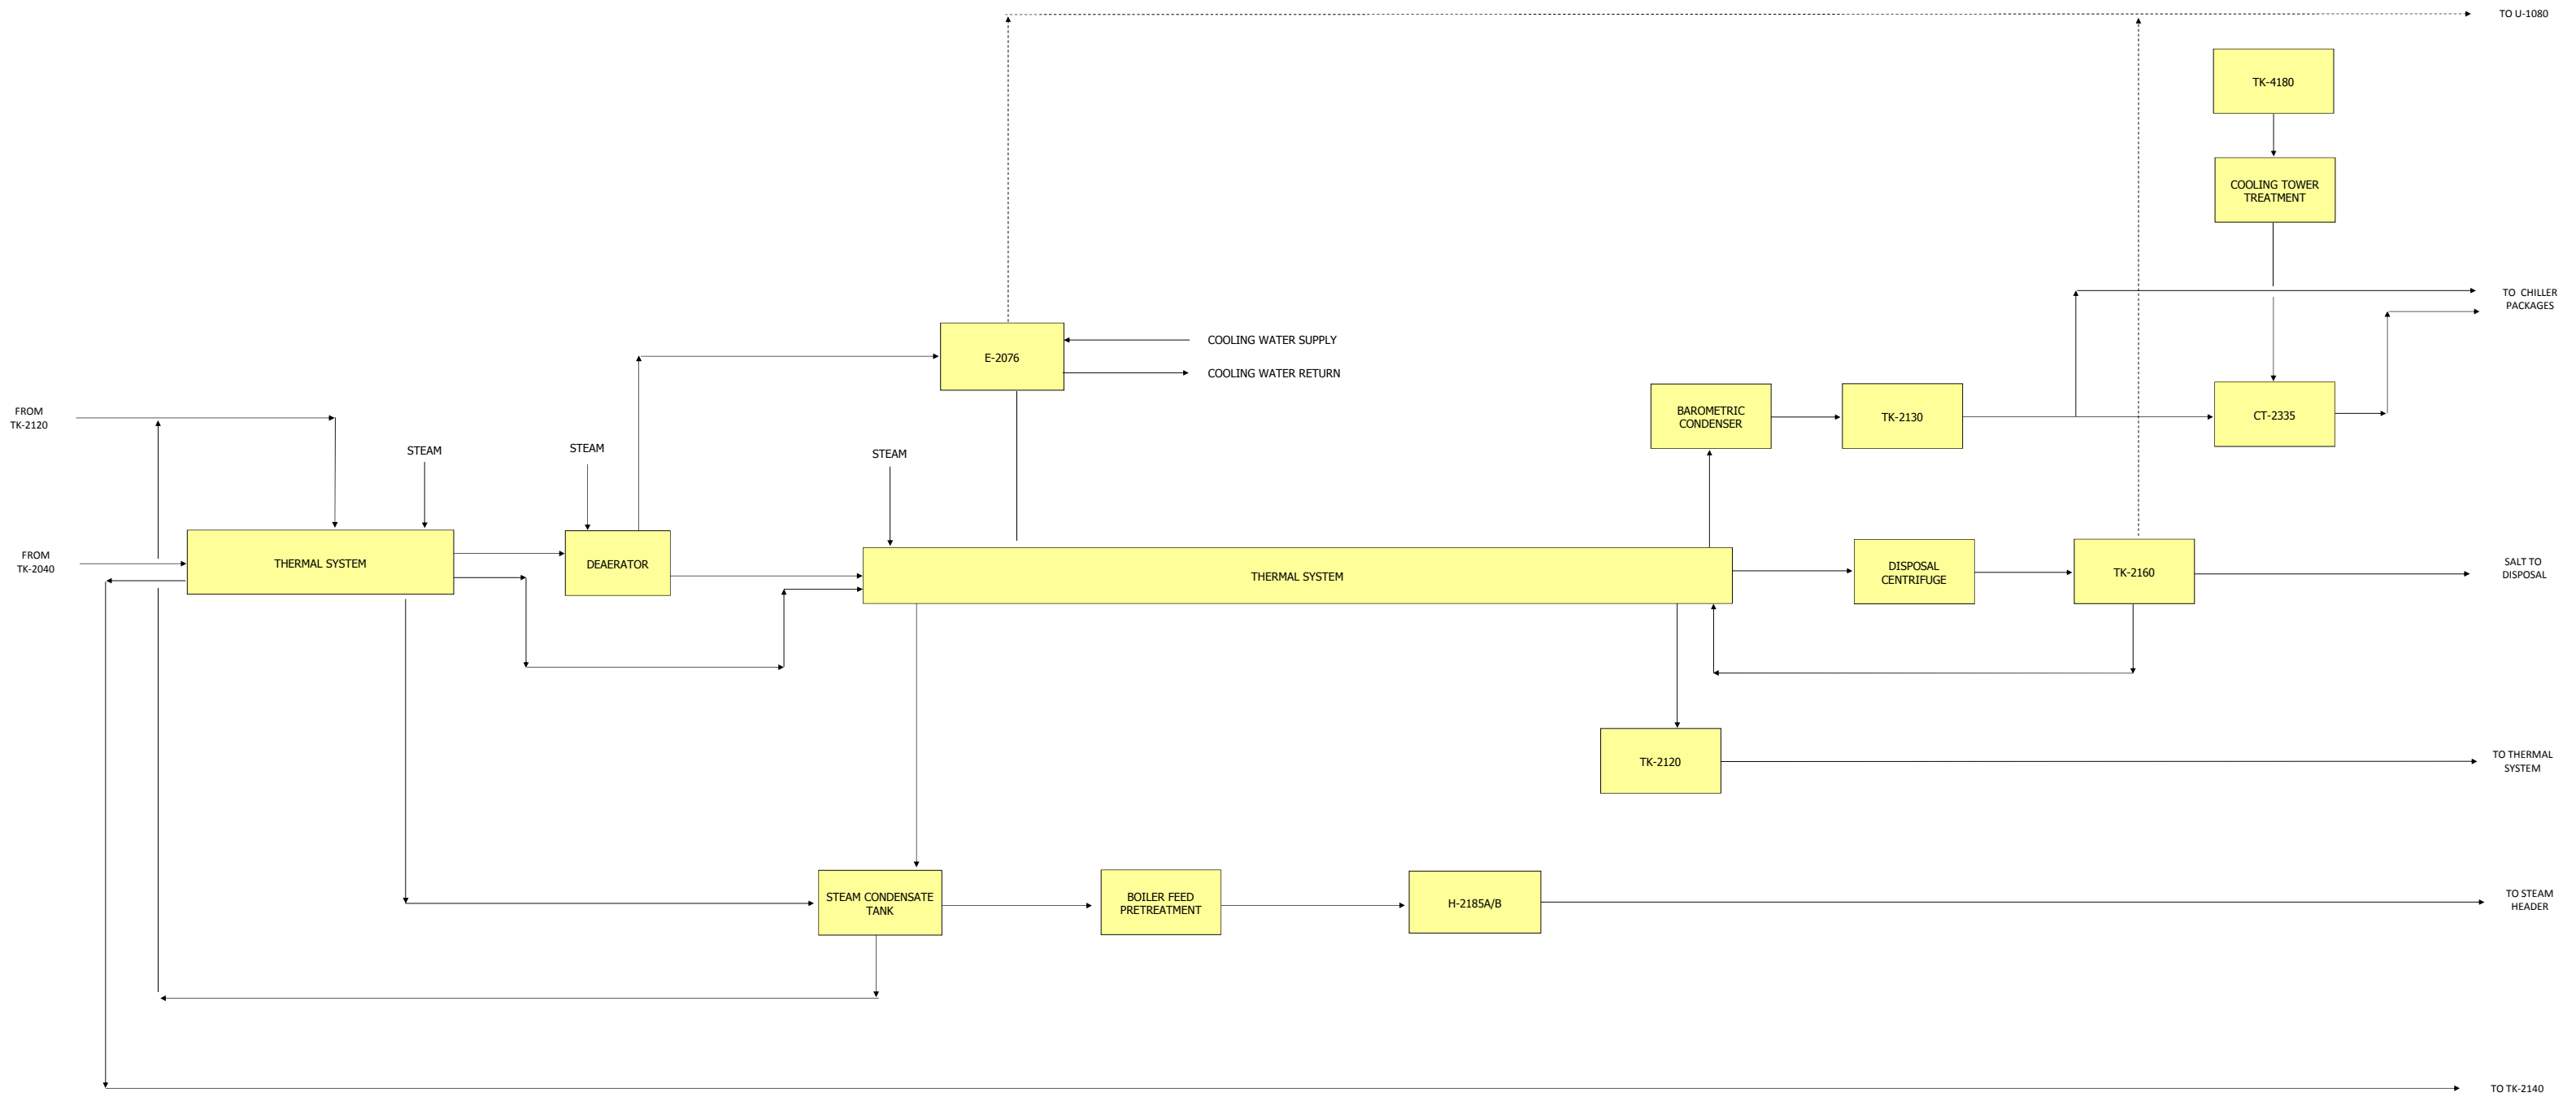 TO U-1080
TK-4180
COOLING TOWER
TREATMENT
TO CHILLER
PACKAGES
COOLING WATER SUPPLY
E-2076
COOLING WATER RETURN
FROM
TK-2120
BAROMETRIC
CONDENSER
TK-2130
CT-2335
STEAM
STEAM
STEAM
FROM
TK-2040
THERMAL SYSTEM
DEAERATOR
THERMAL SYSTEM
DISPOSAL
CENTRIFUGE
TK-2160
SALT TO
DISPOSAL
TK-2120
TO THERMAL
SYSTEM
STEAM CONDENSATE
TANK
BOILER FEED
PRETREATMENT
H-2185A/B
TO STEAM
HEADER
TO TK-2140